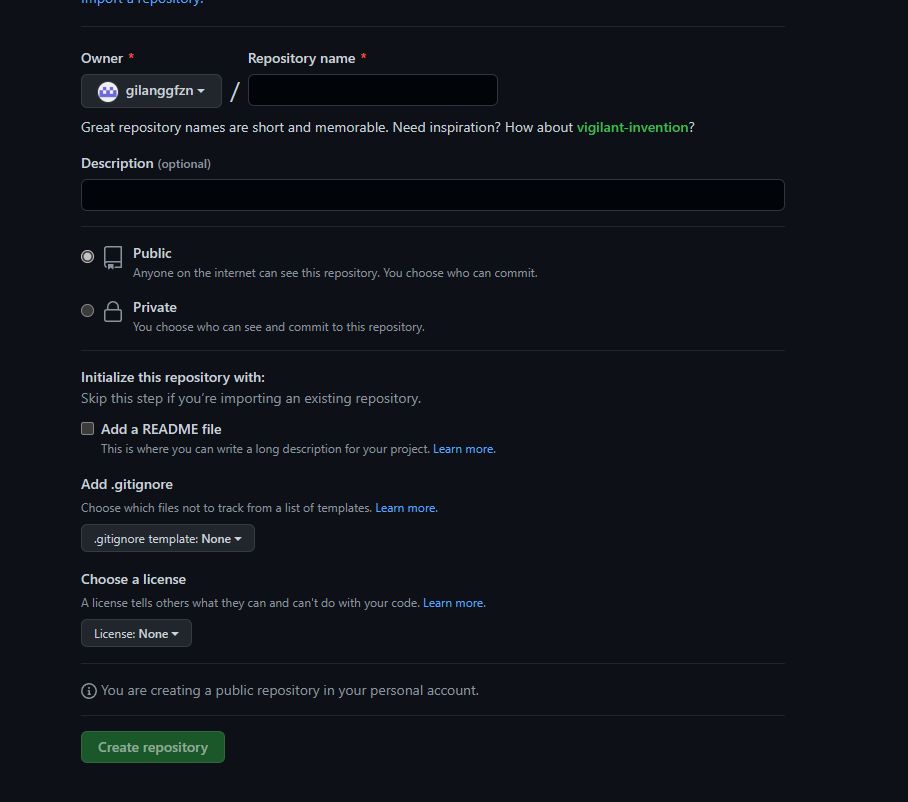 Import a repository.
Owner *
Repository name *
gilanggfzn
/
Great repository names are short and memorable. Need inspiration? How about vigilant-invention?
Description (optional)
Public
Anyone on the internet can see this repository. You choose who can commit.
Private
You choose who can see and commit to this repository.
Initialize this repository with:
Skip this step if you're importing an existing repository.
Add a README file
This is where you can write a long description for your project. Learn more.
Add .gitignore
Choose which files not to track from a list of templates. Learn more.
.gitignore template: None
Choose a license
A license tells others what they can and can't do with your code. Learn more.
License: None
You are creating a public repository in your personal account.
Create repository